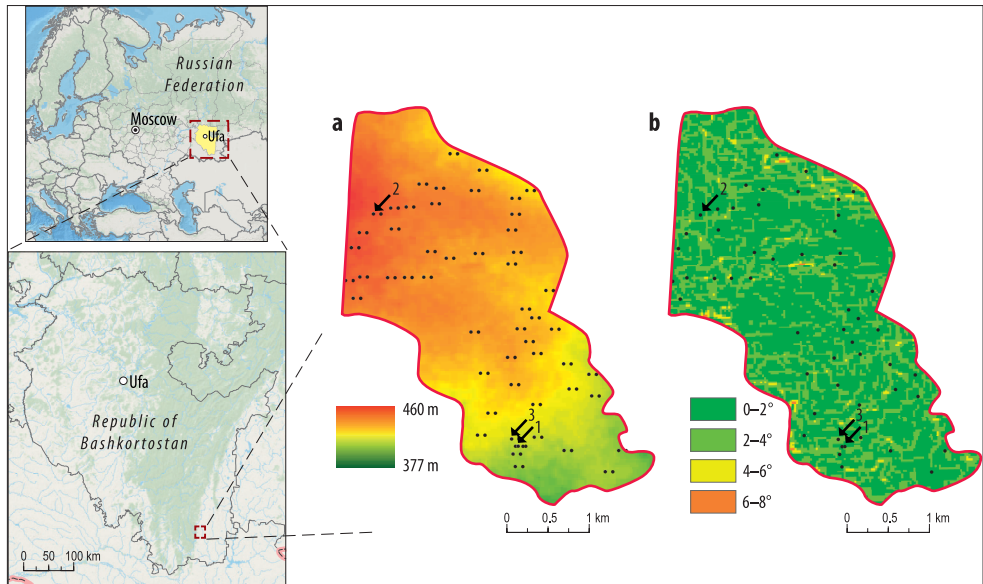 Russian
Federation
Moscow
Ufa
Ufa
Republic of
Bashkortostan
0 50 100 km
a
2
3
1
460 m
377 m
0 0,5 1 km
b
2
3
1
0–2°
2–4°
4–6°
6–8°
0 0,5 1 km